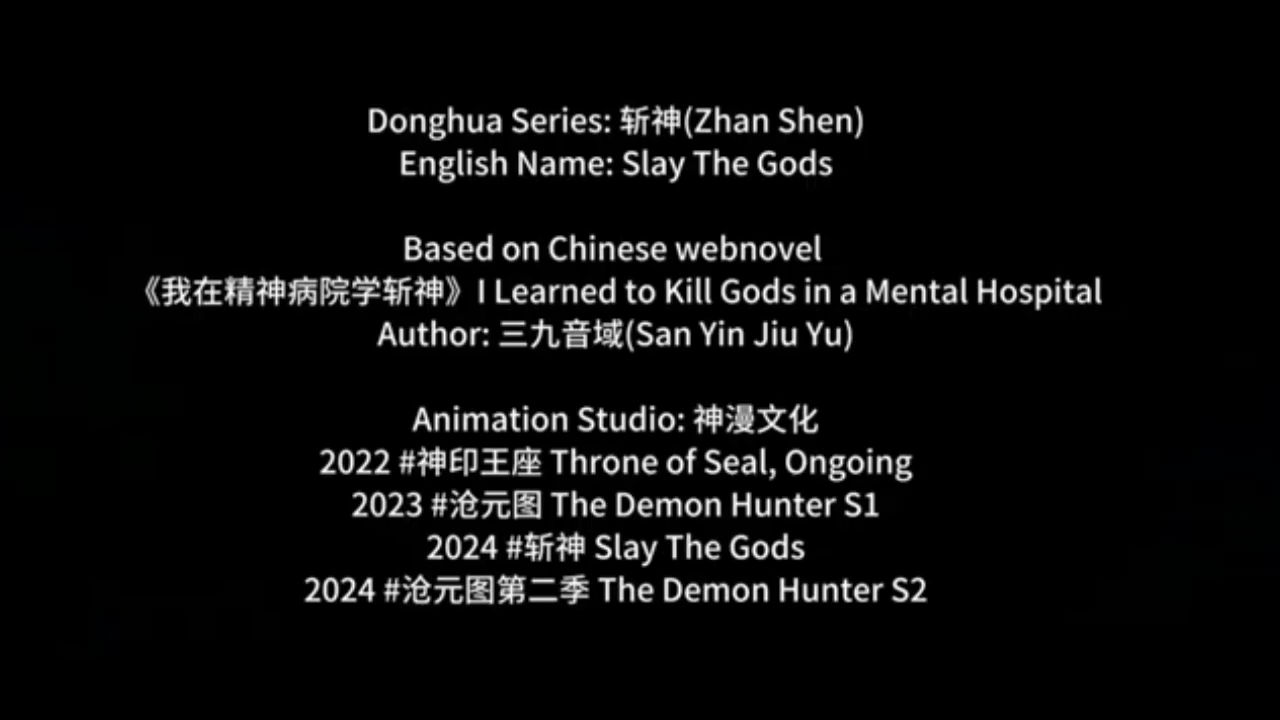 Donghua Series: 斩神(Zhan Shen)
English Name: Slay The Gods
Based on Chinese webnovel
《我在精神病院学斩神》I Learned to Kill Gods in a Mental Hospital
Author: 三九音域(San Yin Jiu Yu)
Animation Studio: 神漫文化
2022 #神印王座 Throne of Seal, Ongoing
2023 #沧元图 The Demon Hunter S1
2024 #斩神 Slay The Gods
2024 #沧元图第二季 The Demon Hunter S2